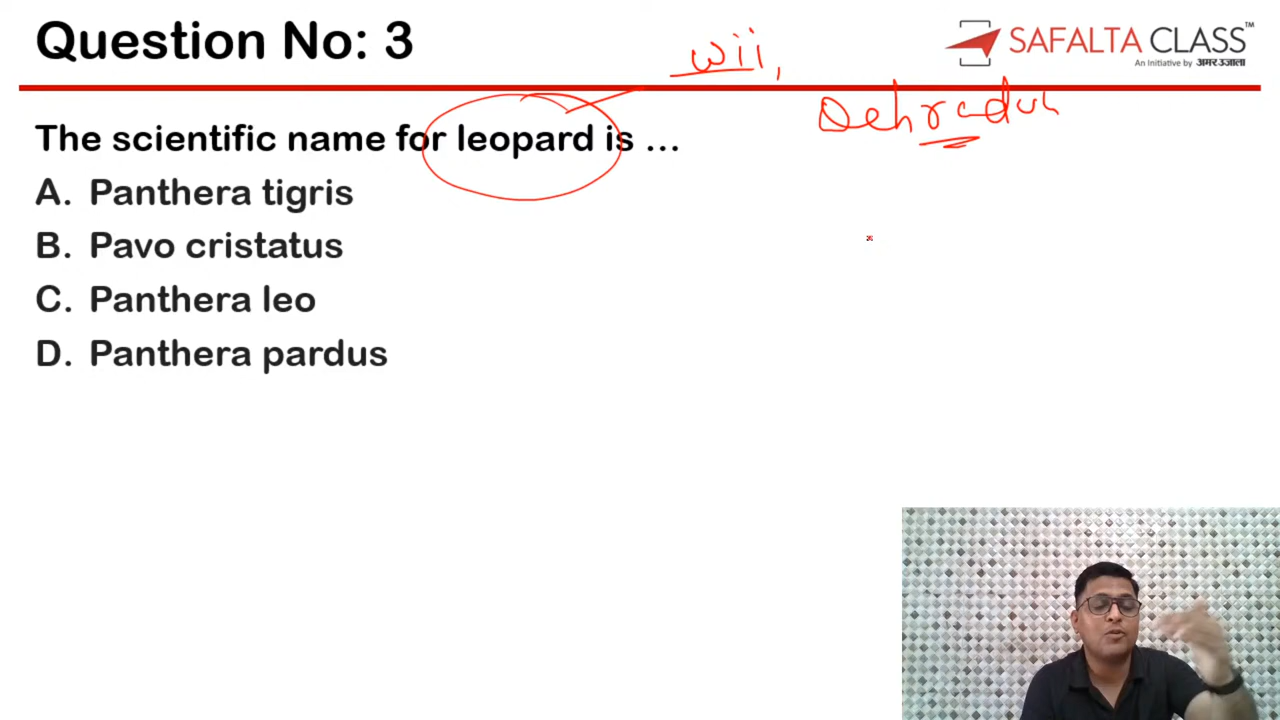 Question No: 3
wii,
Dehradun
SAFALTA CLASS™
An Initiative by अमर उजाला
The scientific name for leopard is ...
A. Panthera tigris
B. Pavo cristatus
C. Panthera leo
D. Panthera pardus